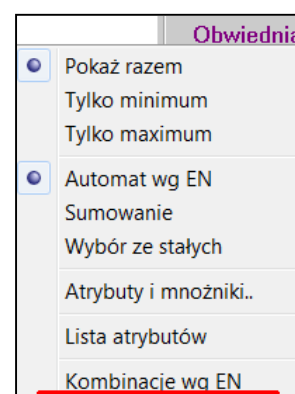 Obwiednia
Pokaż razem
Tylko minimum
Tylko maximum
Automat wg EN
Sumowanie
Wybór ze stałych
Atrybuty i mnożniki..
Lista atrybutów
Kombinacje wg EN